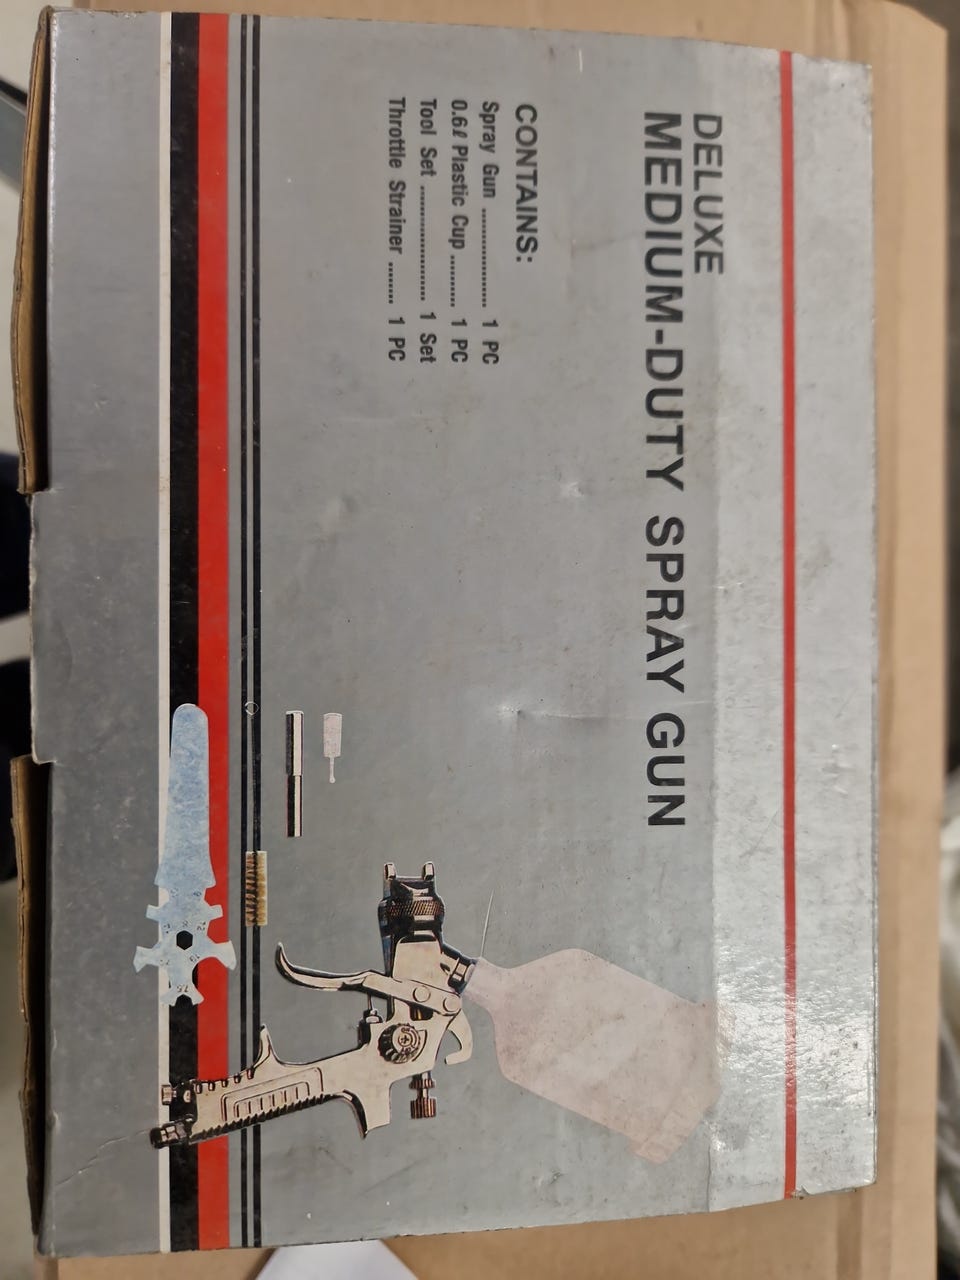 DELUXE
MEDIUM-DUTY SPRAY GUN
CONTAINS:
Spray Gun ................ 1 PC
0.6ℓ Plastic Cup .......... 1 PC
Tool Set ..................... 1 Set
Throttle Strainer ........ 1 PC